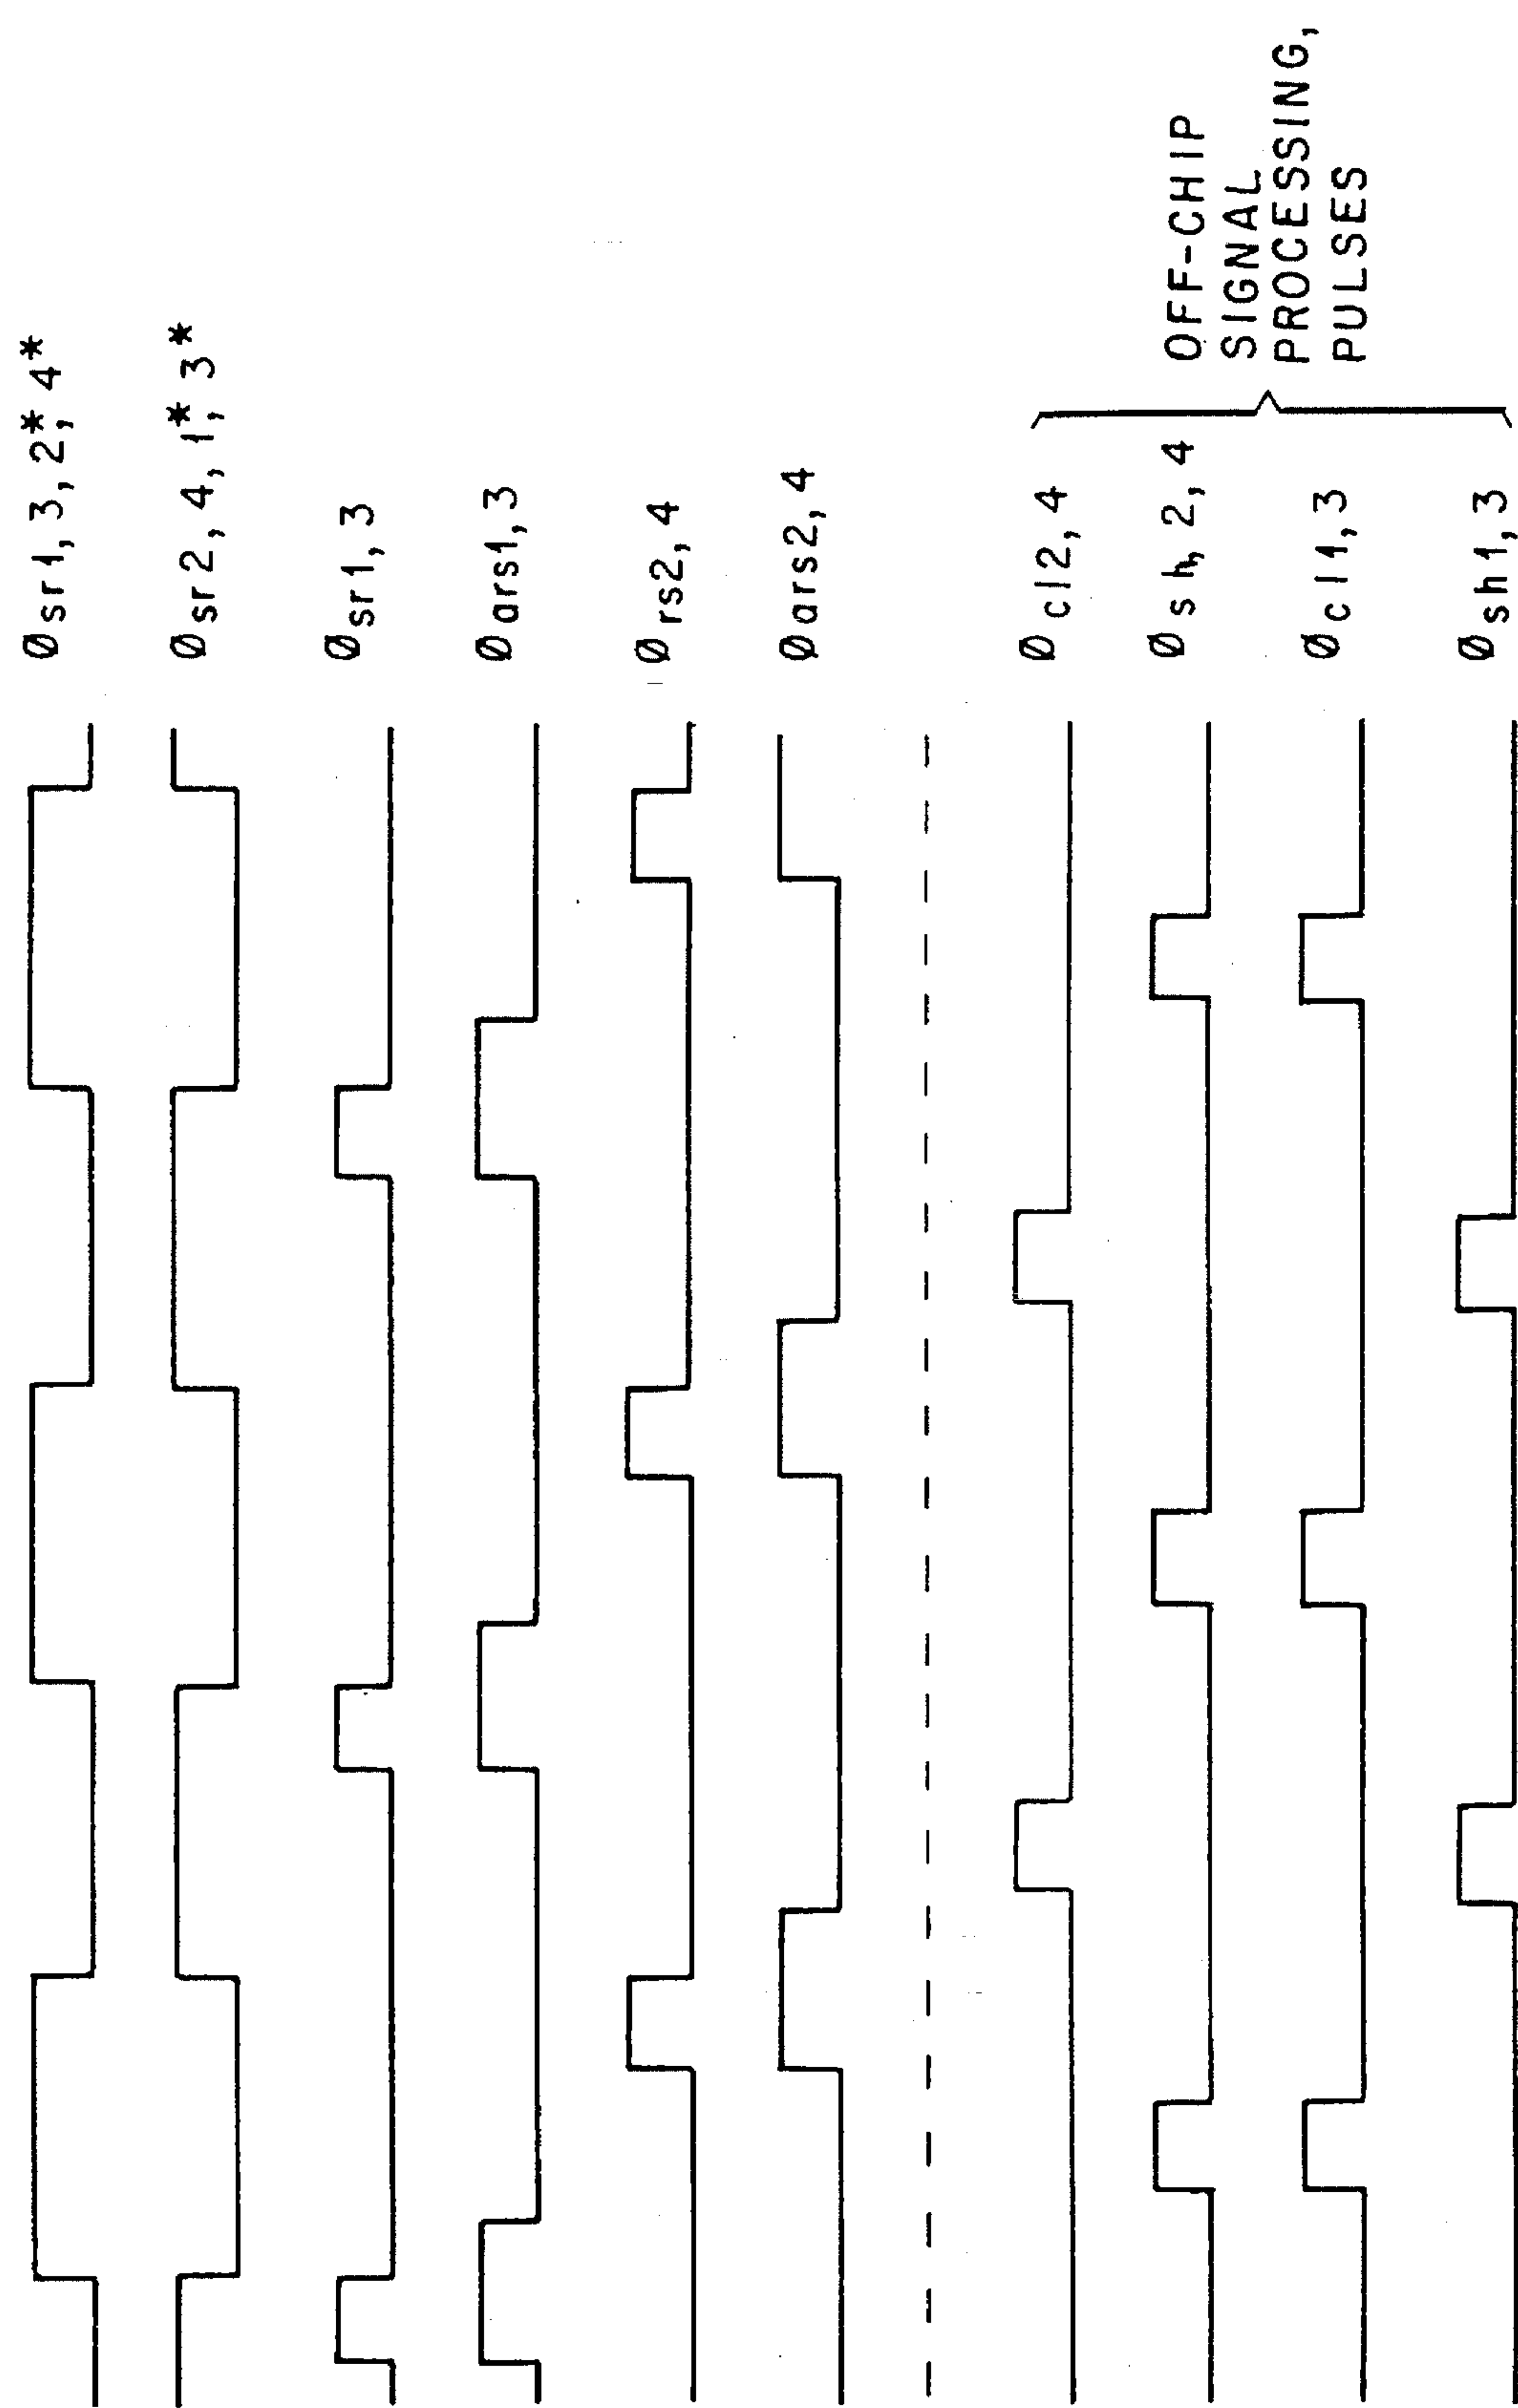 Øsr1,3,2*,4*
Øsr2,4,1*,3*
Øsr1,3
Øars1,3
Ørs2,4
Øars2,4
Øcl2,4
Øsh,2,4
Øcl1,3
Øsh1,3
OFF-CHIP
SIGNAL
PROCESSING,
PULSES